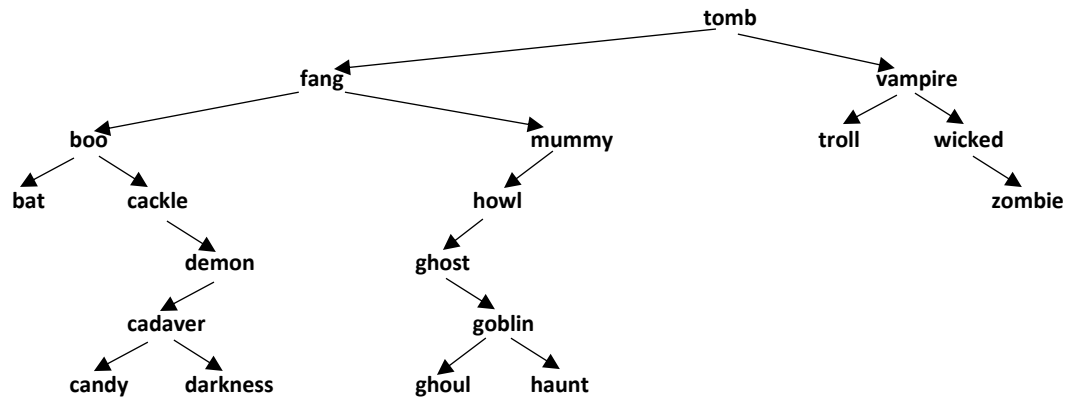 tomb
fang vampire
boo mummy troll wicked
bat cackle howl zombie
demon ghost
cadaver goblin
candy darkness ghoul haunt